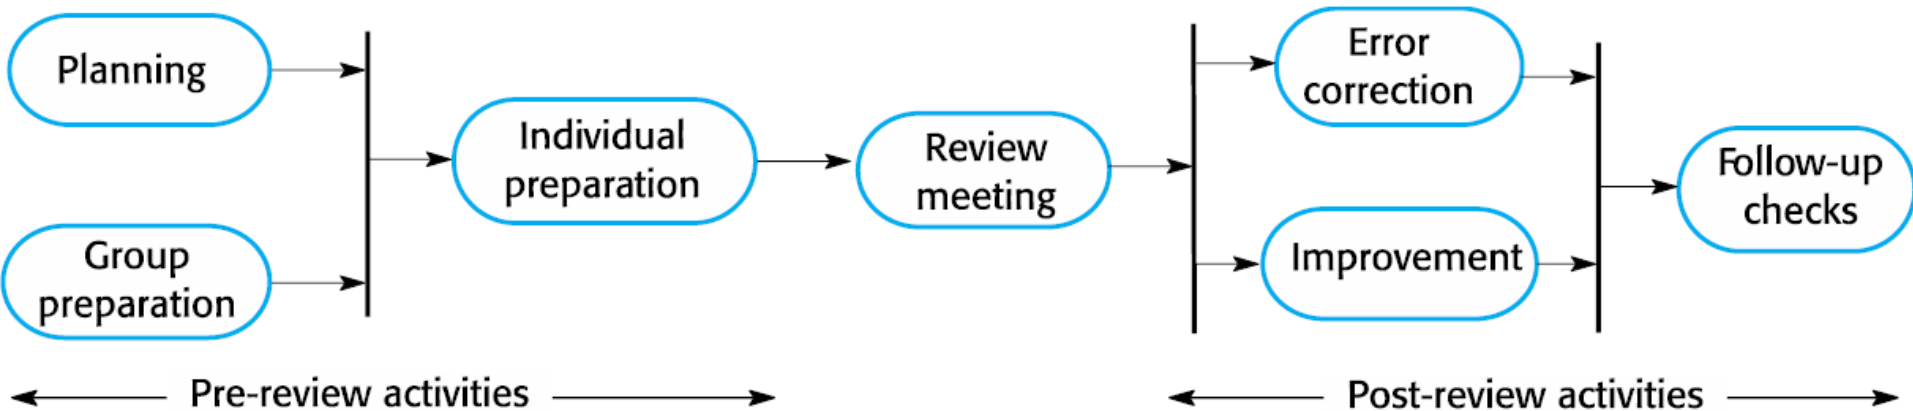 Planning
Group
preparation
Individual
preparation
Review
meeting
Error
correction
Improvement
Follow-up
checks
Pre-review activities
Post-review activities